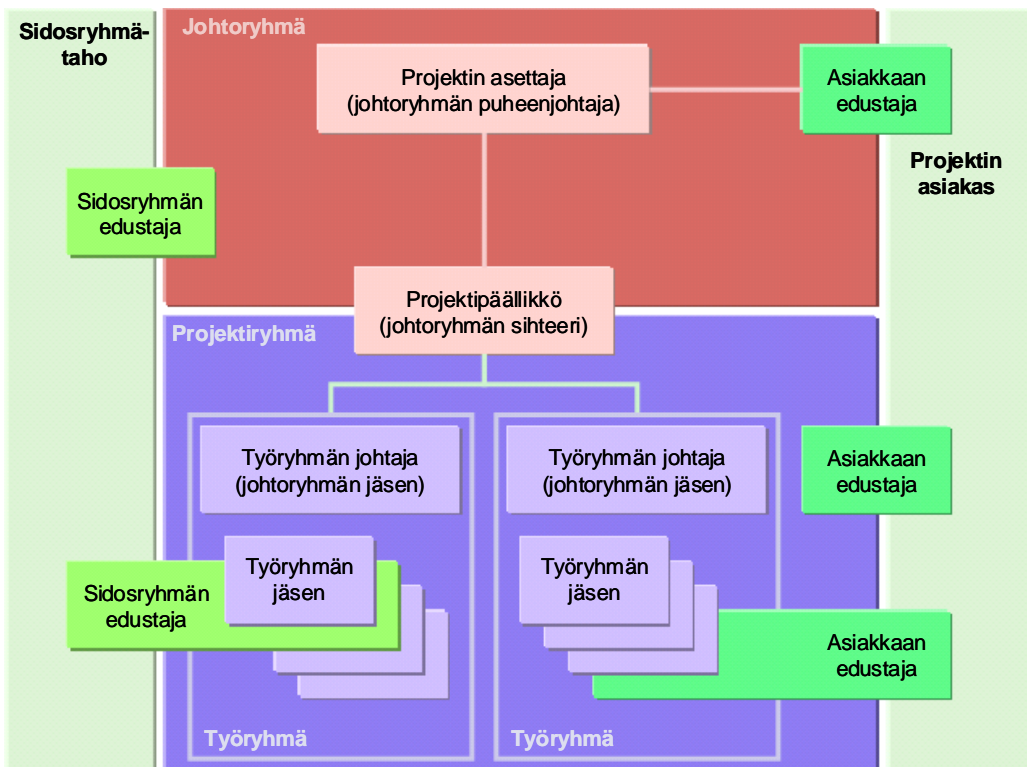 Sidosryhmä-
taho
Johtoryhmä
Projektin asettaja
(johtoryhmän puheenjohtaja)
Asiakkaan
edustaja
Projektin
asiakas
Sidosryhmän
edustaja
Projektipäällikkö
(johtoryhmän sihteeri)
Projektiryhmä
Työryhmän johtaja
(johtoryhmän jäsen)
Työryhmän johtaja
(johtoryhmän jäsen)
Asiakkaan
edustaja
Työryhmän
jäsen
Työryhmän
jäsen
Sidosryhmän
edustaja
Asiakkaan
edustaja
Työryhmä
Työryhmä